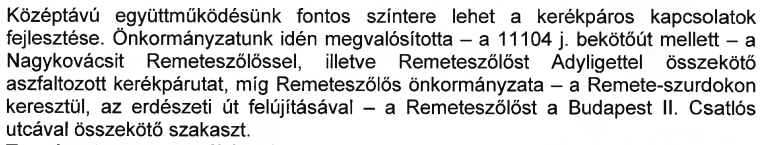 Középtávú együttműködésünk fontos színtere lehet a kerékpáros kapcsolatok
fejlesztése. Önkormányzatunk idén megvalósította – a 11104 j. bekötőút mellett – a
Nagykovácsit Remeteszőlőssel, illetve Remeteszőlőst Adyligettel összekötő
aszfaltozott kerékpárutat, míg Remeteszőlős önkormányzata – a Remete-szurdokon
keresztül, az erdészeti út felújításával – a Remeteszőlőst a Budapest II. Csatlós
utcával összekötő szakaszt.